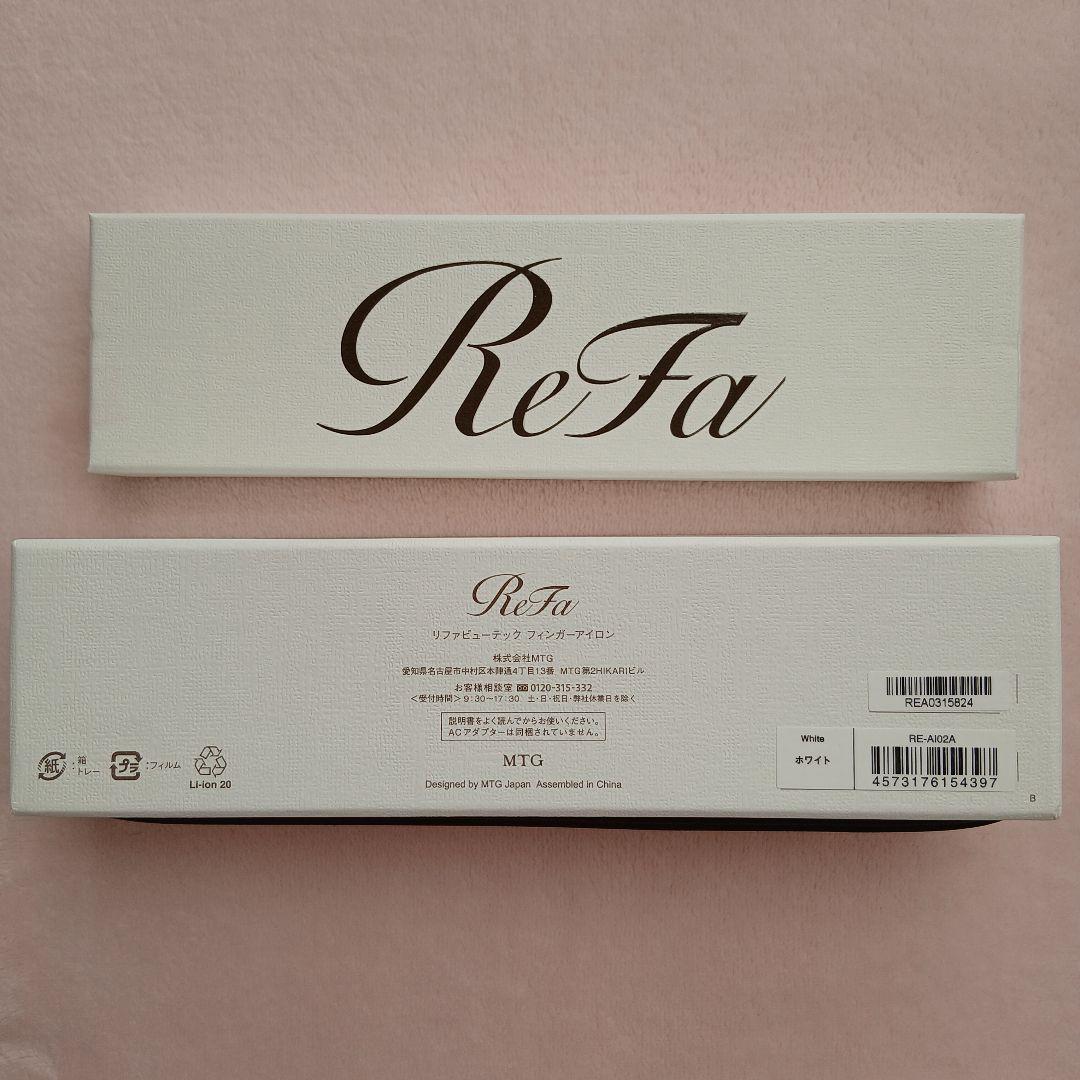 ReFa
ReFa
リファビューテック フィンガーアイロン
株式会社MTG
愛知県名古屋市中村区本陣通4丁目13番 MTG第2HIKARIビル
お客様相談室 0120-315-332
＜受付時間＞9:30〜17:30 土・日・祝日・弊社休業日を除く
説明書をよく読んでからお使いください。
ACアダプターは同梱されていません。
MTG
Designed by MTG Japan Assembled in China
紙 :箱
トレー
プラ :フィルム
Li-ion 20
REA0315824
White
ホワイト
RE-AI02A
4573176154397
B